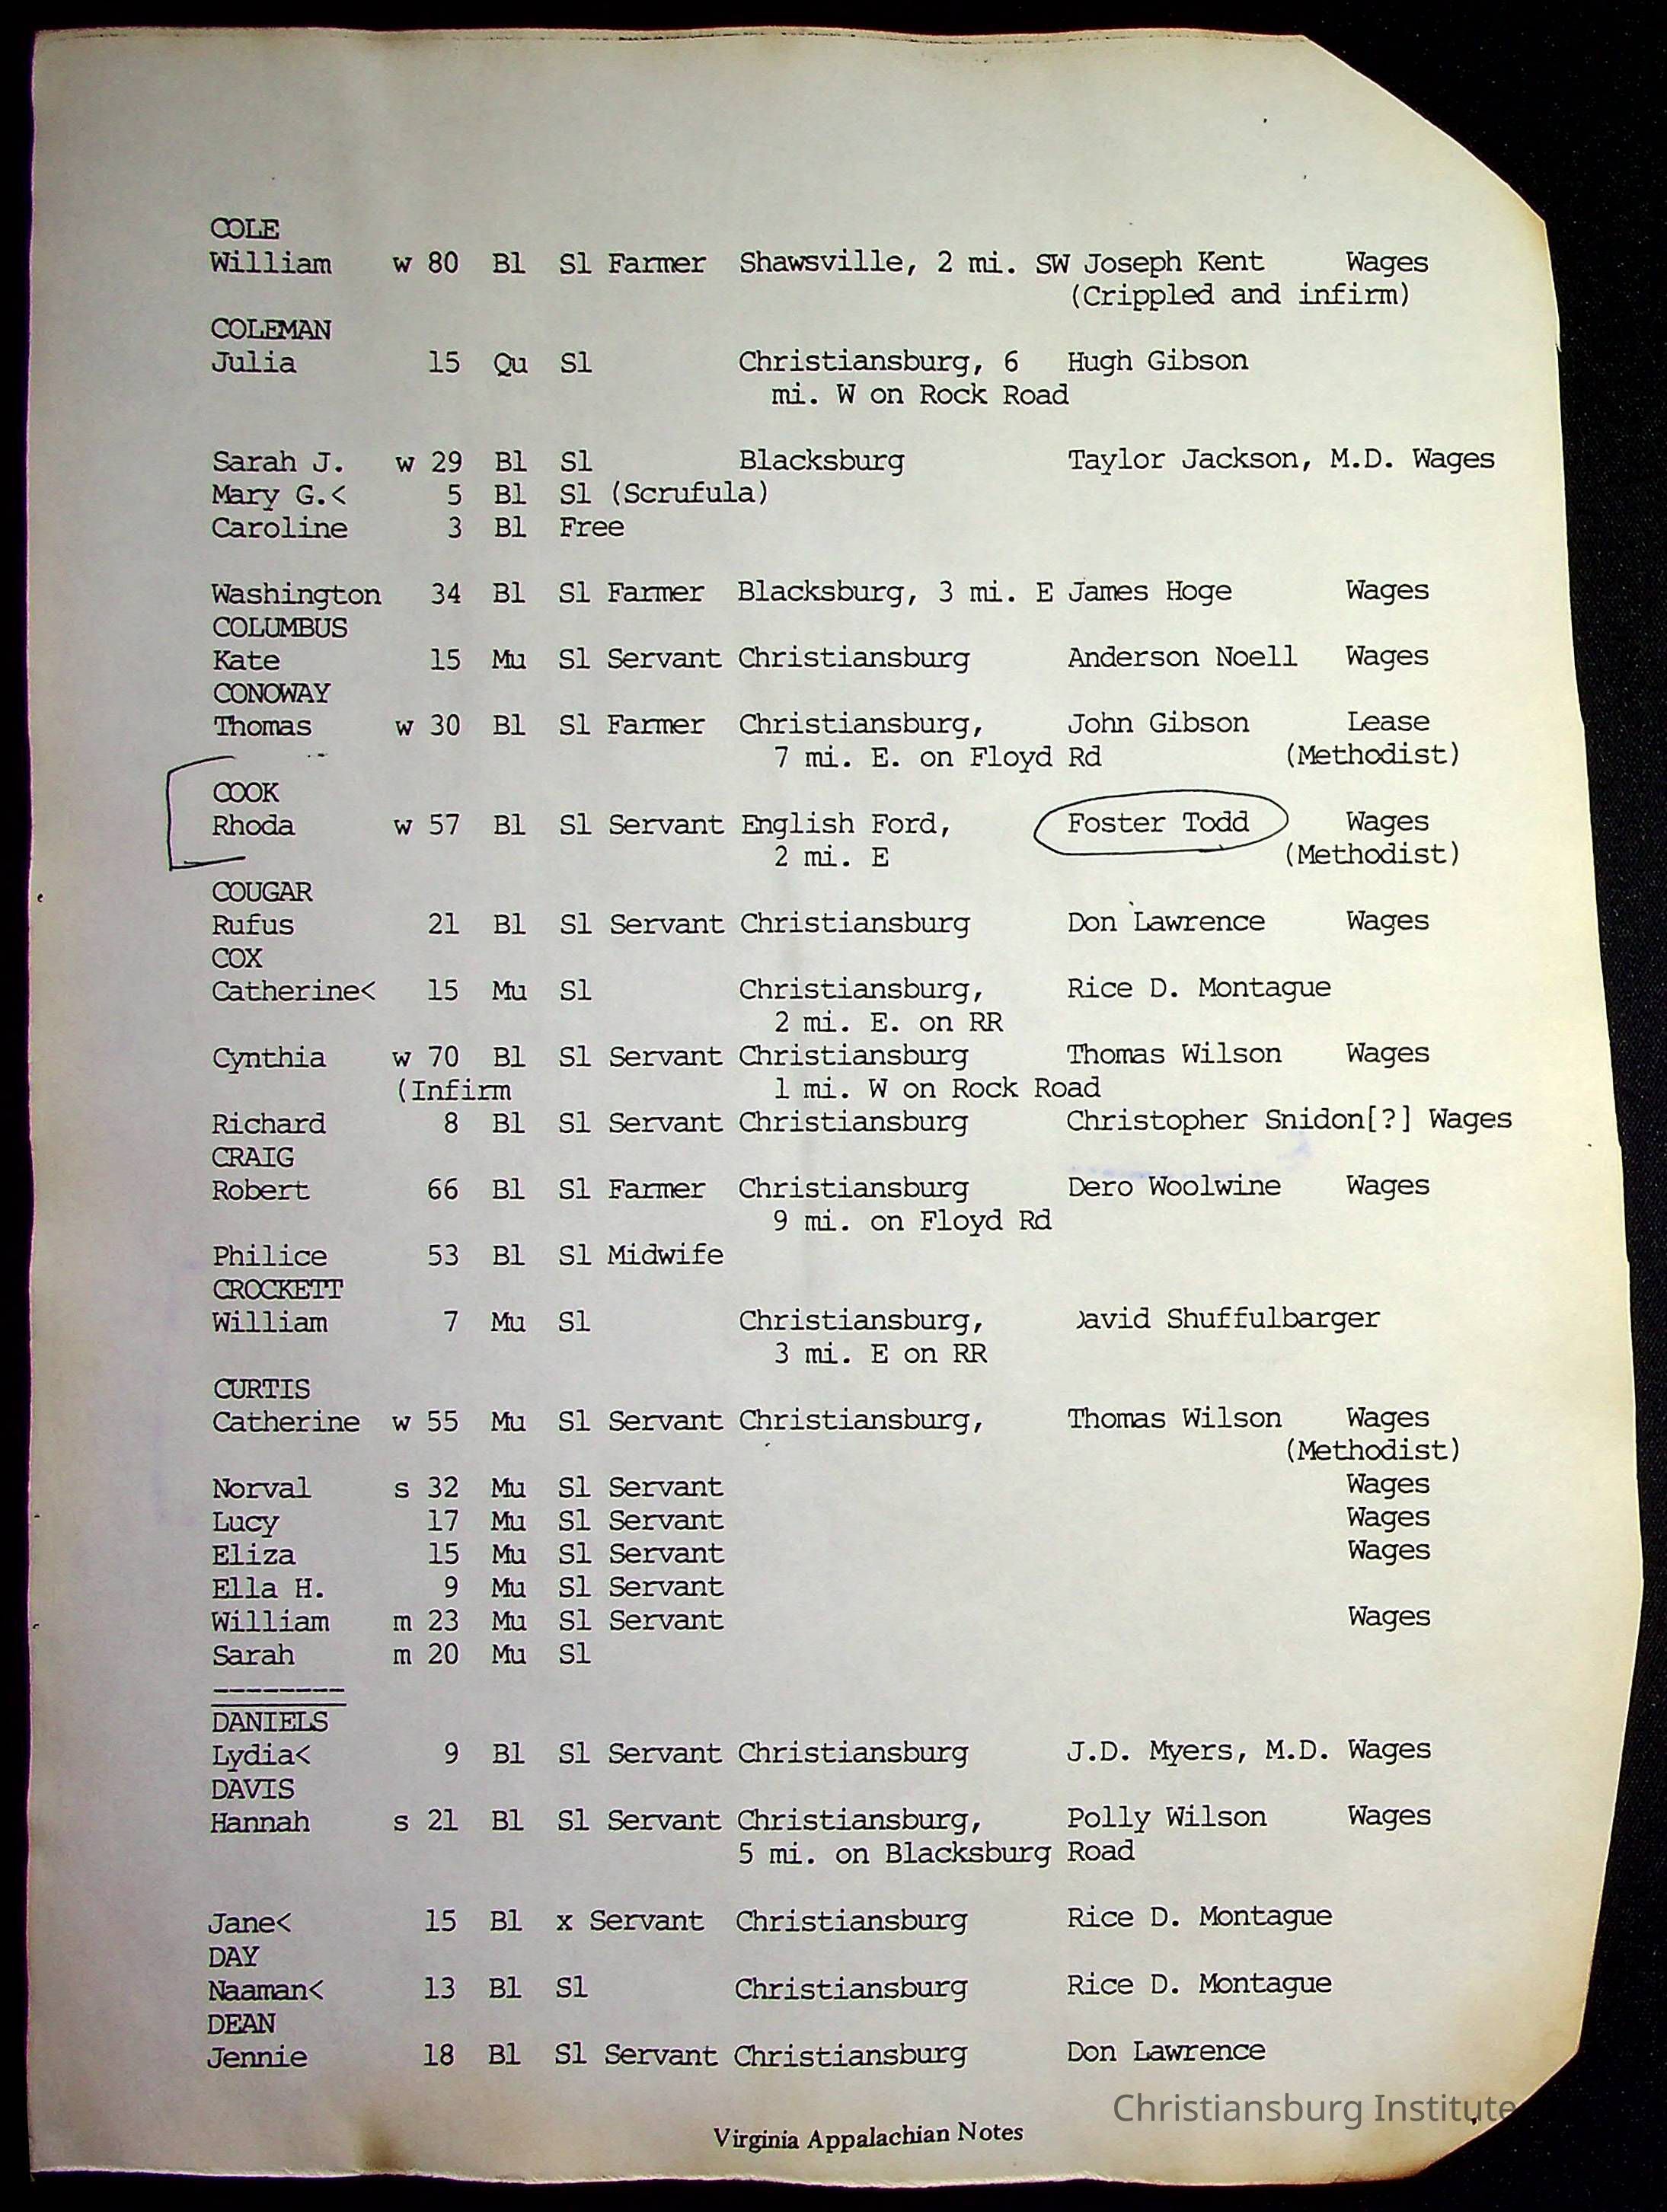 COLE
William w 80 Bl Sl Farmer Shawsville, 2 mi. SW Joseph Kent Wages
(Crippled and infirm)
COLEMAN
Julia 15 Qu Sl Christiansburg, 6 Hugh Gibson
mi. W on Rock Road
Sarah J. w 29 Bl Sl Blacksburg Taylor Jackson, M.D. Wages
Mary G.< 5 Bl Sl (Scrufula)
Caroline 3 Bl Free
Washington 34 Bl Sl Farmer Blacksburg, 3 mi. E James Hoge Wages
COLUMBUS
Kate 15 Mu Sl Servant Christiansburg Anderson Noell Wages
CONOWAY
Thomas w 30 Bl Sl Farmer Christiansburg, John Gibson Lease
7 mi. E. on Floyd Rd (Methodist)
COOK
Rhoda w 57 Bl Sl Servant English Ford, Foster Todd Wages
2 mi. E (Methodist)
COUGAR
Rufus 21 Bl Sl Servant Christiansburg Don Lawrence Wages
COX
Catherine< 15 Mu Sl Christiansburg, Rice D. Montague
2 mi. E. on RR
Cynthia w 70 Bl Sl Servant Christiansburg Thomas Wilson Wages
(Infirm 1 mi. W on Rock Road
Richard 8 Bl Sl Servant Christiansburg Christopher Snidon[?] Wages
CRAIG
Robert 66 Bl Sl Farmer Christiansburg Dero Woolwine Wages
9 mi. on Floyd Rd
Philice 53 Bl Sl Midwife
CROCKETT
William 7 Mu Sl Christiansburg, David Shuffulbarger
3 mi. E on RR
CURTIS
Catherine w 55 Mu Sl Servant Christiansburg, Thomas Wilson Wages
(Methodist)
Norval s 32 Mu Sl Servant Wages
Lucy 17 Mu Sl Servant Wages
Eliza 15 Mu Sl Servant Wages
Ella H. 9 Mu Sl Servant
William m 23 Mu Sl Servant Wages
Sarah m 20 Mu Sl
--------
DANIELS
Lydia< 9 Bl Sl Servant Christiansburg J.D. Myers, M.D. Wages
DAVIS
Hannah s 21 Bl Sl Servant Christiansburg, Polly Wilson Wages
5 mi. on Blacksburg Road
Jane< 15 Bl x Servant Christiansburg Rice D. Montague
DAY
Naaman< 13 Bl Sl Christiansburg Rice D. Montague
DEAN
Jennie 18 Bl Sl Servant Christiansburg Don Lawrence
Christiansburg Institute
Virginia Appalachian Notes